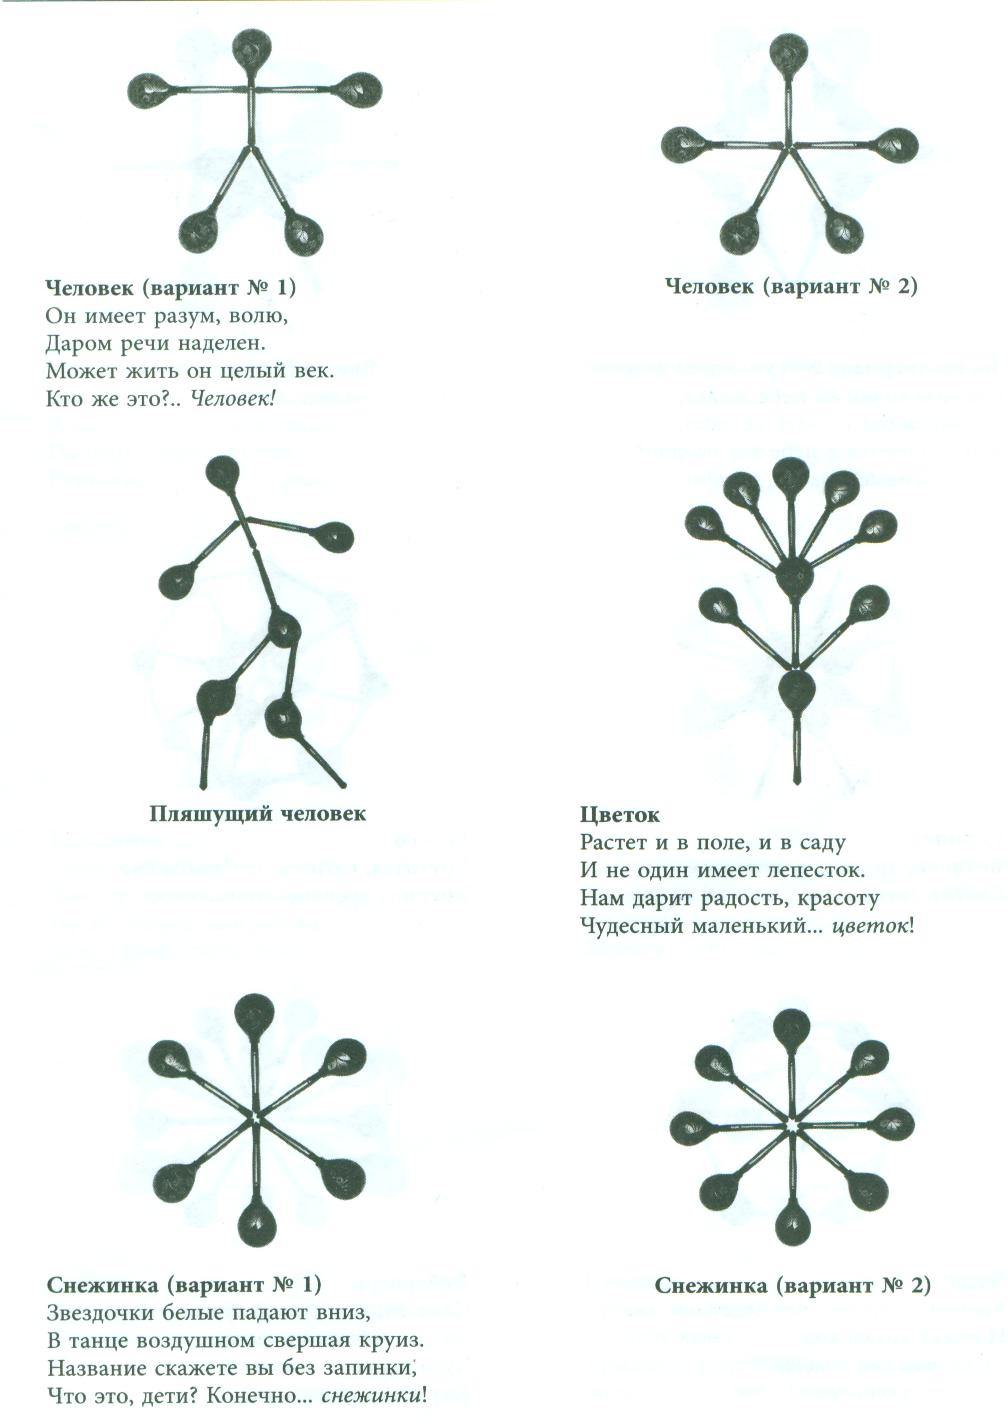 Человек (вариант № 1)
Он имеет разум, волю,
Даром речи наделен.
Может жить он целый век.
Кто же это?.. Человек!
Человек (вариант № 2)
Пляшущий человек
Цветок
Растет и в поле, и в саду
И не один имеет лепесток.
Нам дарит радость, красоту
Чудесный маленький... цветок!
Снежинка (вариант № 1)
Звездочки белые падают вниз,
В танце воздушном свершая круиз.
Название скажете вы без запинки,
Что это, дети? Конечно... снежинки!
Снежинка (вариант № 2)